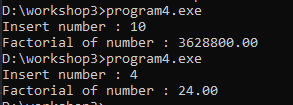 D:\workshop3>program4.exe
Insert number : 10
Factorial of number : 3628800.00
D:\workshop3>program4.exe
Insert number : 4
Factorial of number : 24.00
D:\workshop3>